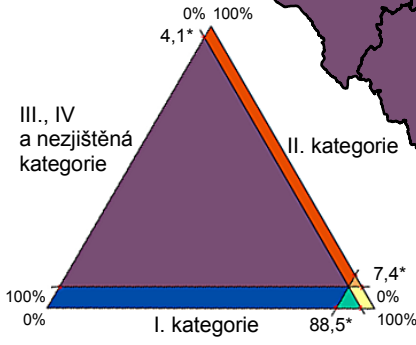 0% 100%
4,1*
III., IV
a nezjištěná
kategorie
II. kategorie
7,4*
100%
0%
0%
100%
I. kategorie
88,5*